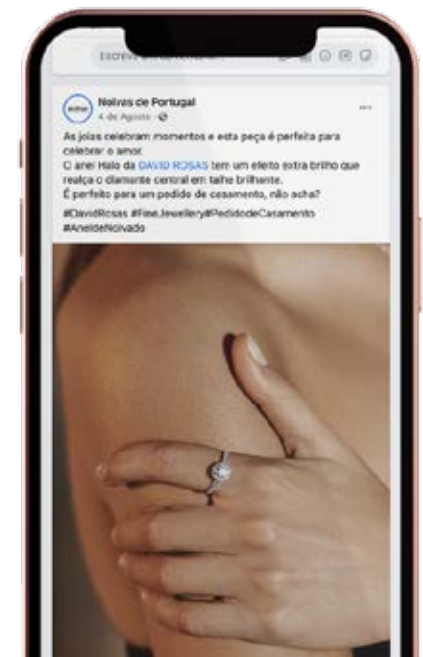 Noivas de Portugal
4 de Agosto
As joias celebram momentos e esta peça é perfeita para
celebrar o amor.
O anel Halo da DAVID ROSAS tem um efeito extra brilho que
realça o diamante central em talhe brilhante.
É perfeito para um pedido de casamento, não acha?
#DavidRosas #FineJewellery#PedidodeCasamento
#AneldeNoivado